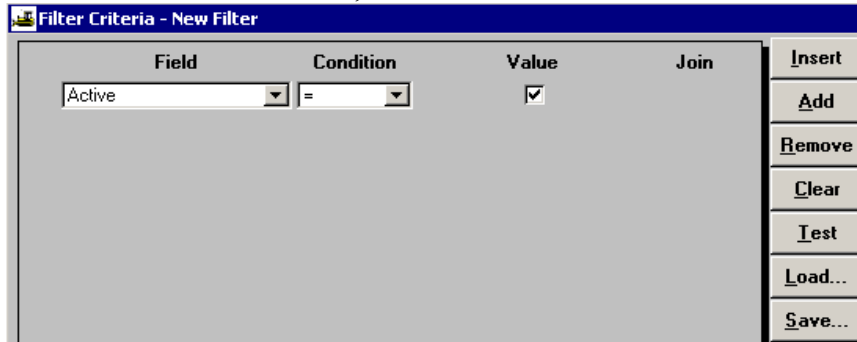 Filter Criteria - New Filter
Field Condition Value Join
Active =
Insert
Add
Remove
Clear
Test
Load...
Save...